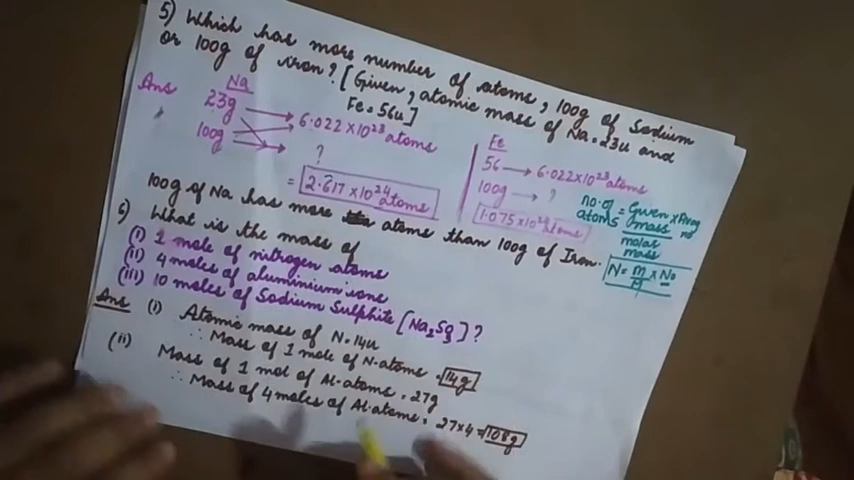 5) Which has more number of atoms, 100g of Sodium
or 100g of iron? [Given, atomic mass of Na = 23u and
Fe = 56u]
Ans
Na
23g
6.022 x 10²³ atoms
100g
?
= 2.617 x 10²⁴ atoms
Fe
56 → 6.022 x 10²³ atoms
100g → ?
1.075 x 10²⁴ atoms
no. of atoms = Given mass / molar mass x Avog no
N = m/M x No
100g of Na has more atoms than 100g of Iron.
6) What is the mass of
(i) 1 mole of nitrogen atoms
(ii) 4 moles of aluminium ions
(iii) 10 moles of Sodium Sulphite [Na₂SO₃]?
Ans (i) Atomic mass of N = 14u
∴ Mass of 1 mole of N-atoms = 14g
(ii) Mass of 1 mol of Al-atoms = 27g
∴ Mass of 4 moles of Al-atoms = 27 x 4 = 108g